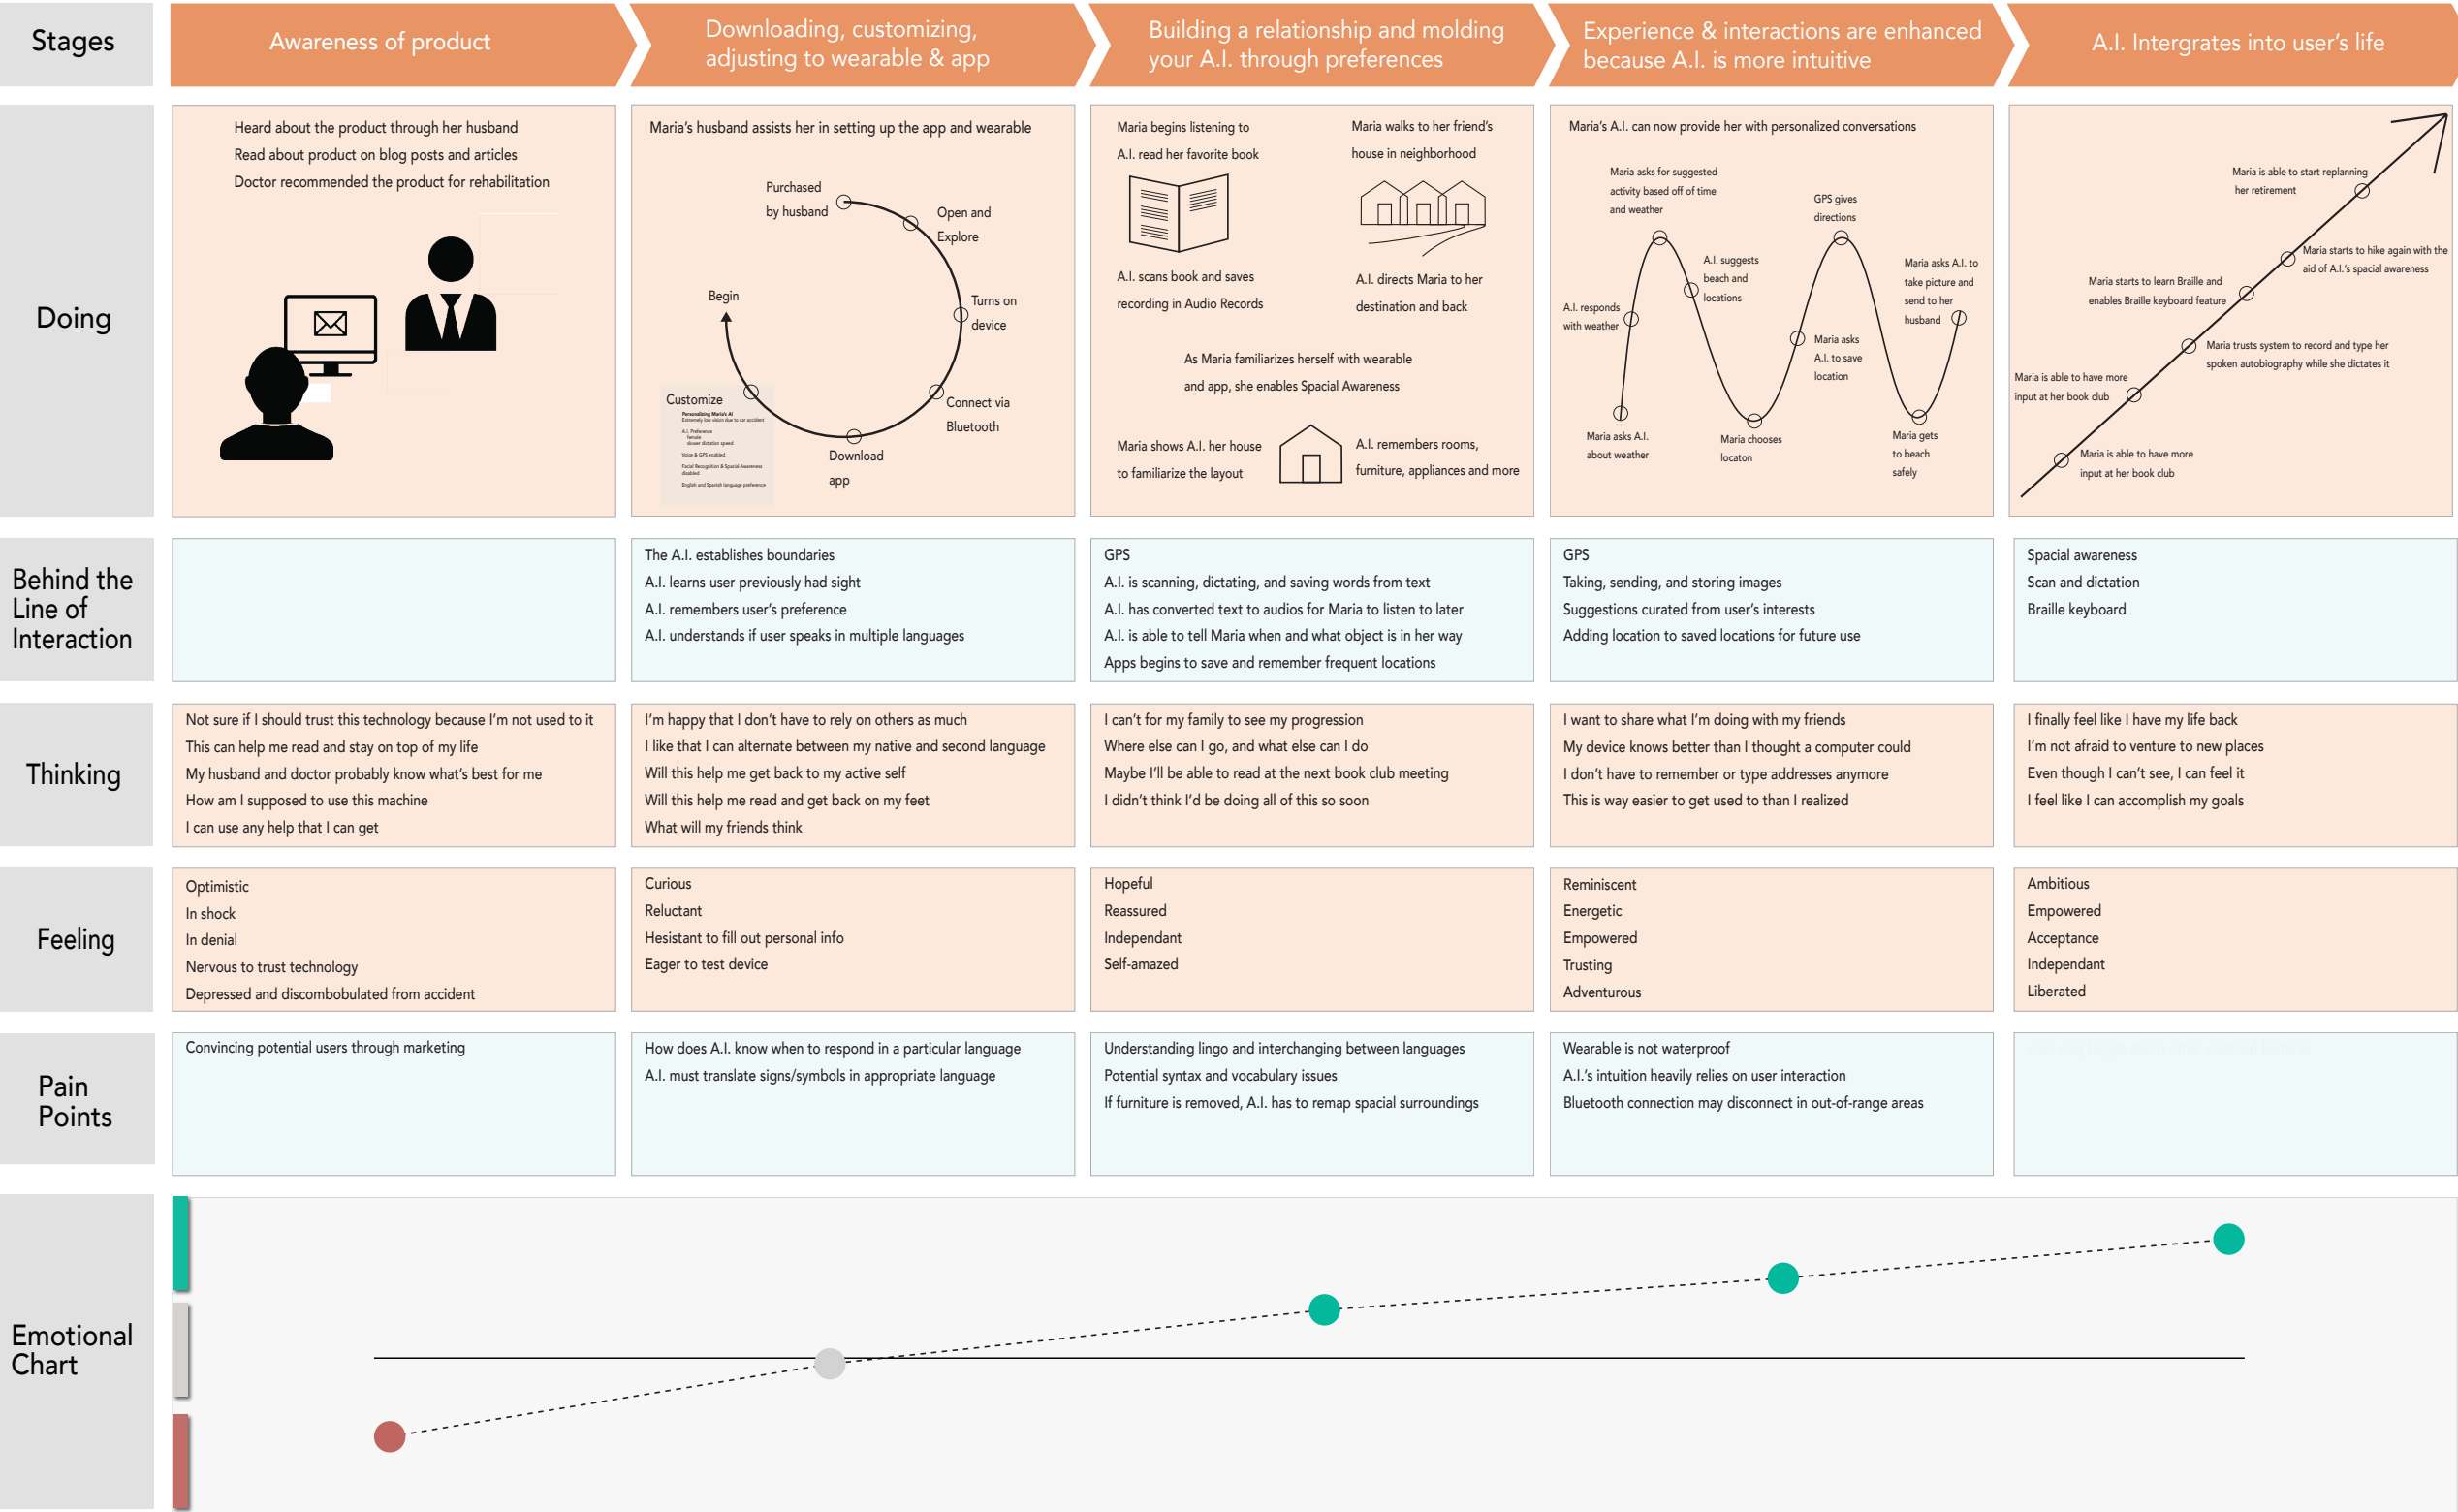 Stages
Awareness of product
Downloading, customizing,
adjusting to wearable & app
Building a relationship and molding
your A.I. through preferences
Experience & interactions are enhanced
because A.I. is more intuitive
A.I. Intergrates into user's life
Doing
Heard about the product through her husband
Read about product on blog posts and articles
Doctor recommended the product for rehabilitation
Maria's husband assists her in setting up the app and wearable
Purchased
by husband
Open and
Explore
Turns on
device
Connect via
Bluetooth
Download
app
Customize
Personalizing Maria's AI
Extremely low vision due to car accident
A.I. Preference
female
slower dictation speed
Voice & GPS enabled
Facial Recognition & Spacial Awareness
disabled
English and Spanish language preference
Begin
Maria begins listening to
A.I. read her favorite book
Maria walks to her friend's
house in neighborhood
A.I. scans book and saves
recording in Audio Records
A.I. directs Maria to her
destination and back
As Maria familiarizes herself with wearable
and app, she enables Spacial Awareness
Maria shows A.I. her house
to familiarize the layout
A.I. remembers rooms,
furniture, appliances and more
Maria's A.I. can now provide her with personalized conversations
Maria asks A.I.
about weather
A.I. responds
with weather
Maria asks for suggested
activity based off of time
and weather
A.I. suggests
beach and
locations
Maria chooses
locaton
Maria asks
A.I. to save
location
GPS gives
directions
Maria gets
to beach
safely
Maria asks A.I. to
take picture and
send to her
husband
Maria is able to start replanning
her retirement
Maria starts to hike again with the
aid of A.I.'s spacial awareness
Maria starts to learn Braille and
enables Braille keyboard feature
Maria trusts system to record and type her
spoken autobiography while she dictates it
Maria is able to have more
input at her book club
Maria is able to have more
input at her book club
Behind the
Line of
Interaction
The A.I. establishes boundaries
A.I. learns user previously had sight
A.I. remembers user's preference
A.I. understands if user speaks in multiple languages
GPS
A.I. is scanning, dictating, and saving words from text
A.I. has converted text to audios for Maria to listen to later
A.I. is able to tell Maria when and what object is in her way
Apps begins to save and remember frequent locations
GPS
Taking, sending, and storing images
Suggestions curated from user's interests
Adding location to saved locations for future use
Spacial awareness
Scan and dictation
Braille keyboard
Thinking
Not sure if I should trust this technology because I'm not used to it
This can help me read and stay on top of my life
My husband and doctor probably know what's best for me
How am I supposed to use this machine
I can use any help that I can get
I'm happy that I don't have to rely on others as much
I like that I can alternate between my native and second language
Will this help me get back to my active self
Will this help me read and get back on my feet
What will my friends think
I can't for my family to see my progression
Where else can I go, and what else can I do
Maybe I'll be able to read at the next book club meeting
I didn't think I'd be doing all of this so soon
I want to share what I'm doing with my friends
My device knows better than I thought a computer could
I don't have to remember or type addresses anymore
This is way easier to get used to than I realized
I finally feel like I have my life back
I'm not afraid to venture to new places
Even though I can't see, I can feel it
I feel like I can accomplish my goals
Feeling
Optimistic
In shock
In denial
Nervous to trust technology
Depressed and discombobulated from accident
Curious
Reluctant
Hesistant to fill out personal info
Eager to test device
Hopeful
Reassured
Independant
Self-amazed
Reminiscent
Energetic
Empowered
Trusting
Adventurous
Ambitious
Empowered
Acceptance
Independant
Liberated
Pain
Points
Convincing potential users through marketing
How does A.I. know when to respond in a particular language
A.I. must translate signs/symbols in appropriate language
Understanding lingo and interchanging between languages
Potential syntax and vocabulary issues
If furniture is removed, A.I. has to remap spacial surroundings
Wearable is not waterproof
A.I.'s intuition heavily relies on user interaction
Bluetooth connection may disconnect in out-of-range areas
Emotional
Chart